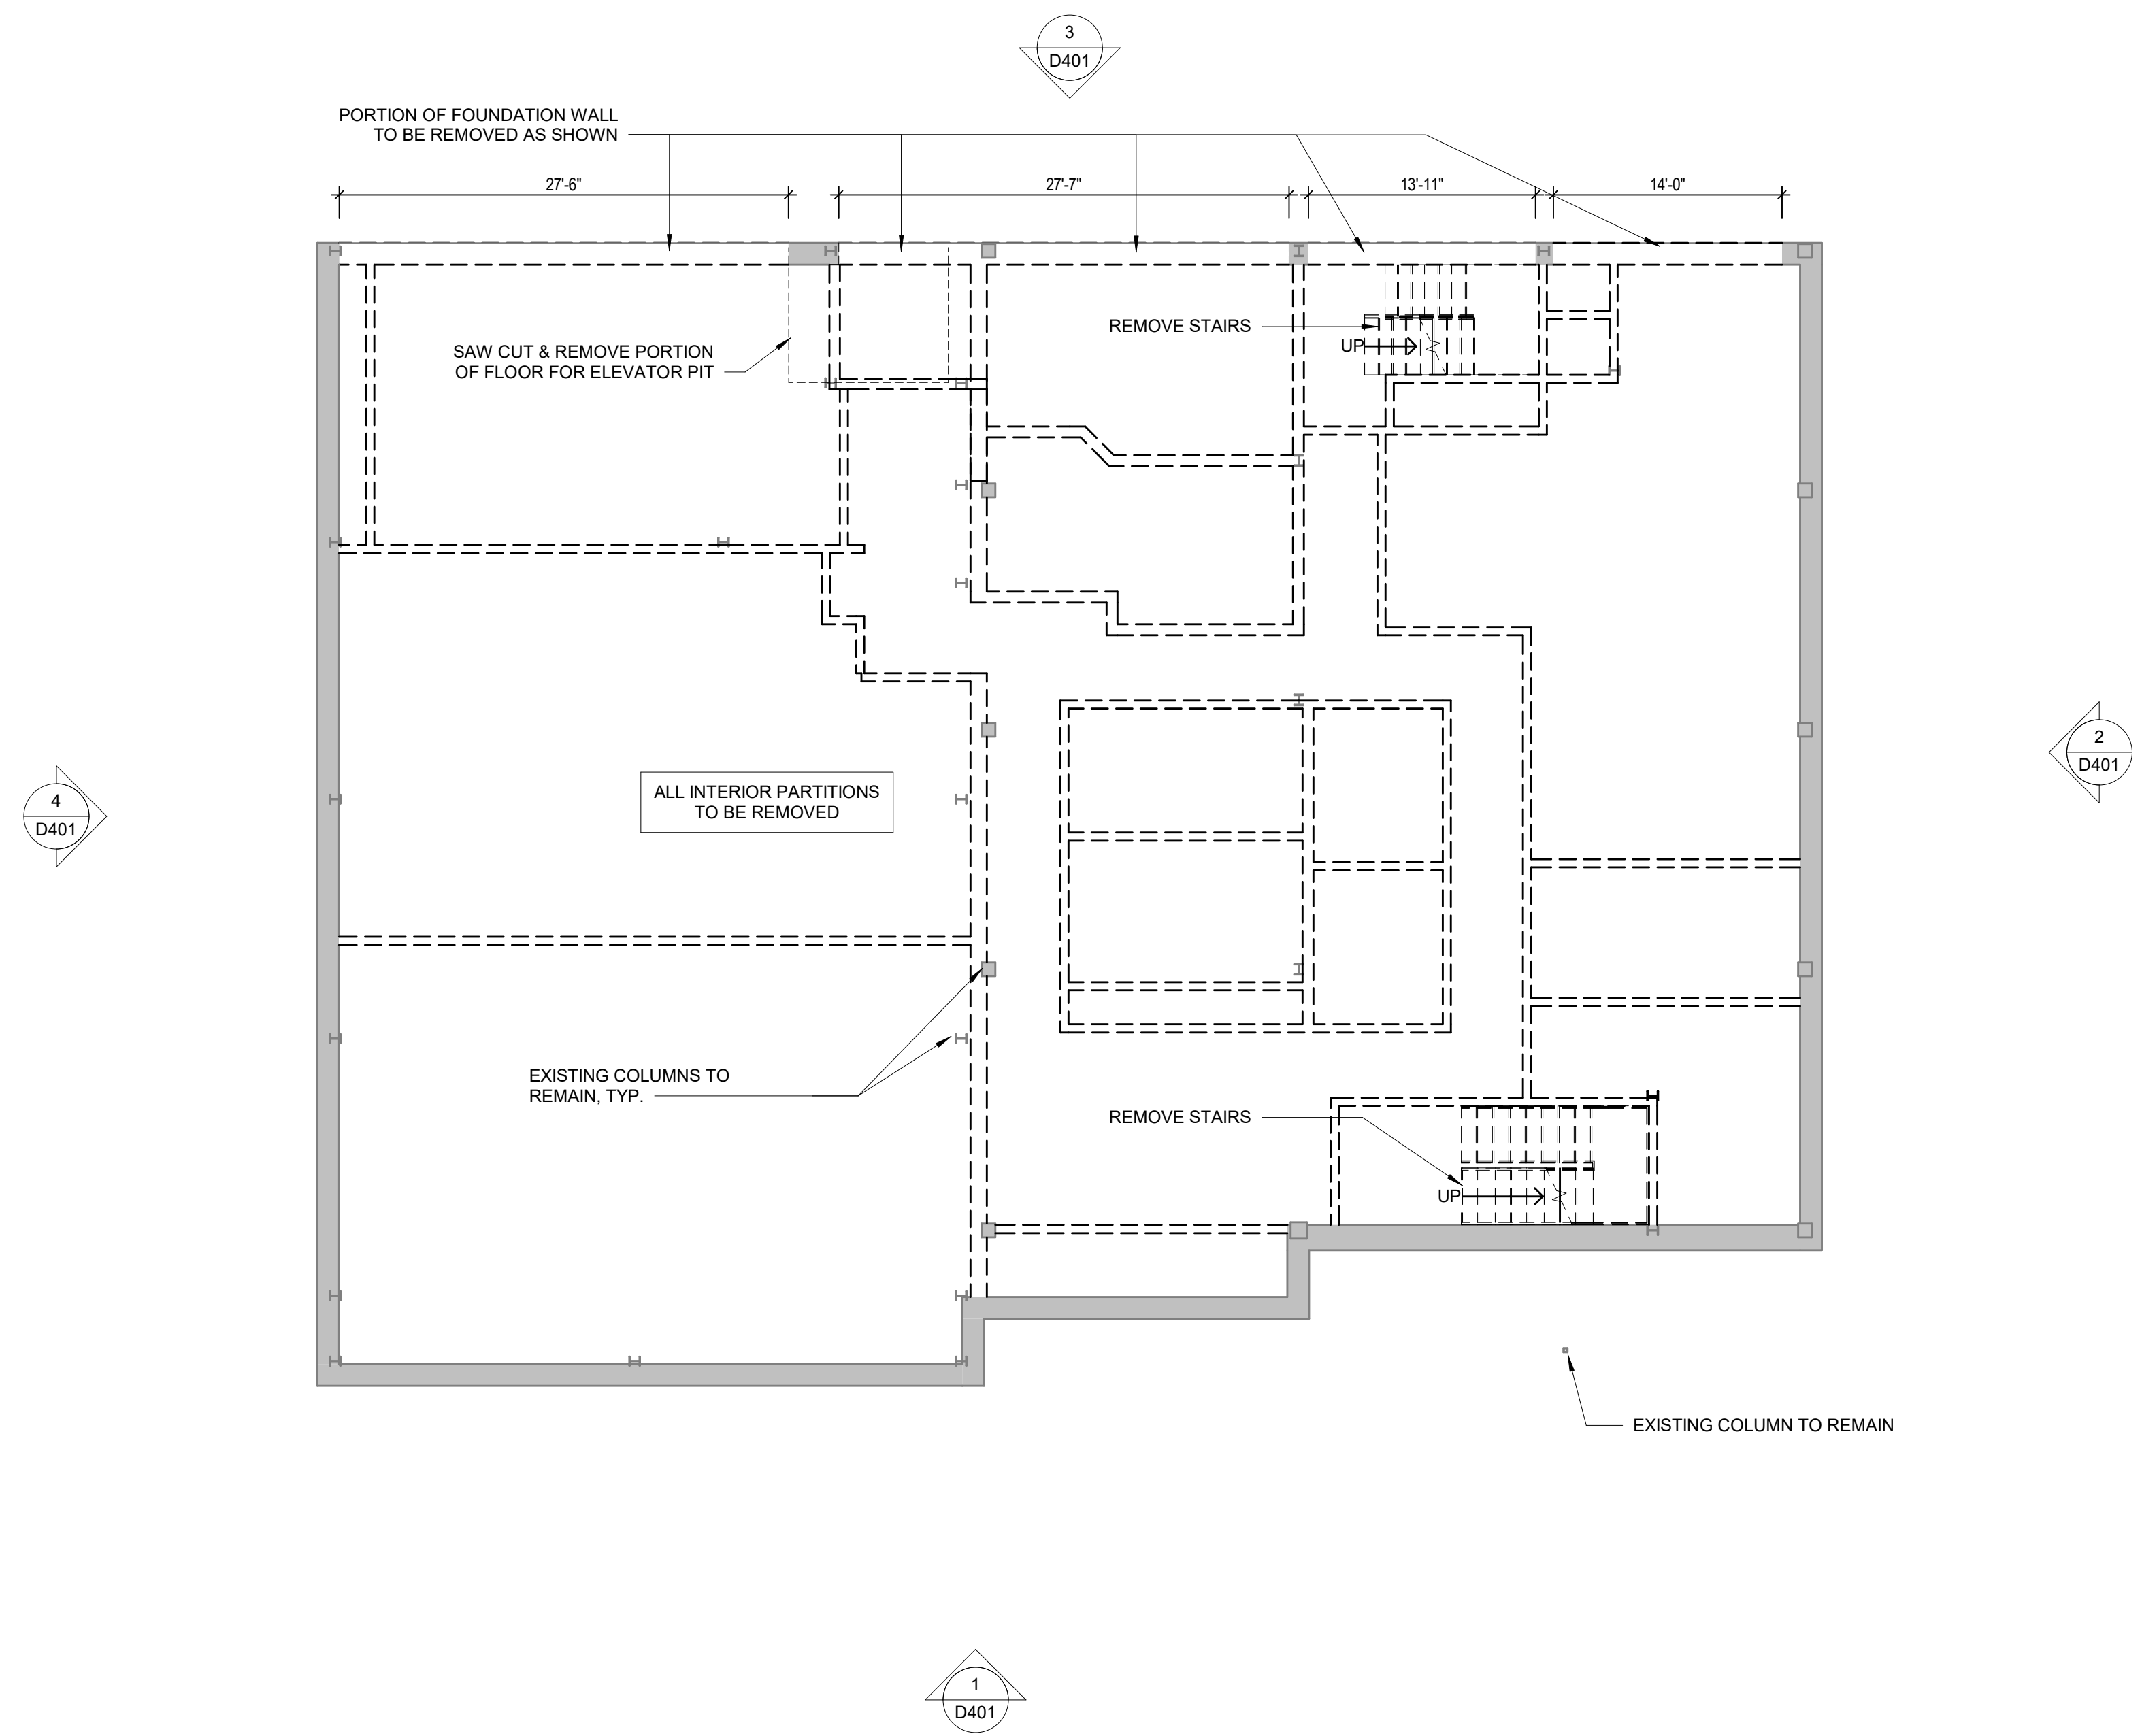 3
D401
PORTION OF FOUNDATION WALL
TO BE REMOVED AS SHOWN
27'-6"
27'-7"
13'-11"
14'-0"
REMOVE STAIRS
UP
SAW CUT & REMOVE PORTION
OF FLOOR FOR ELEVATOR PIT
2
D401
4
D401
ALL INTERIOR PARTITIONS
TO BE REMOVED
EXISTING COLUMNS TO
REMAIN, TYP.
REMOVE STAIRS
UP
EXISTING COLUMN TO REMAIN
1
D401